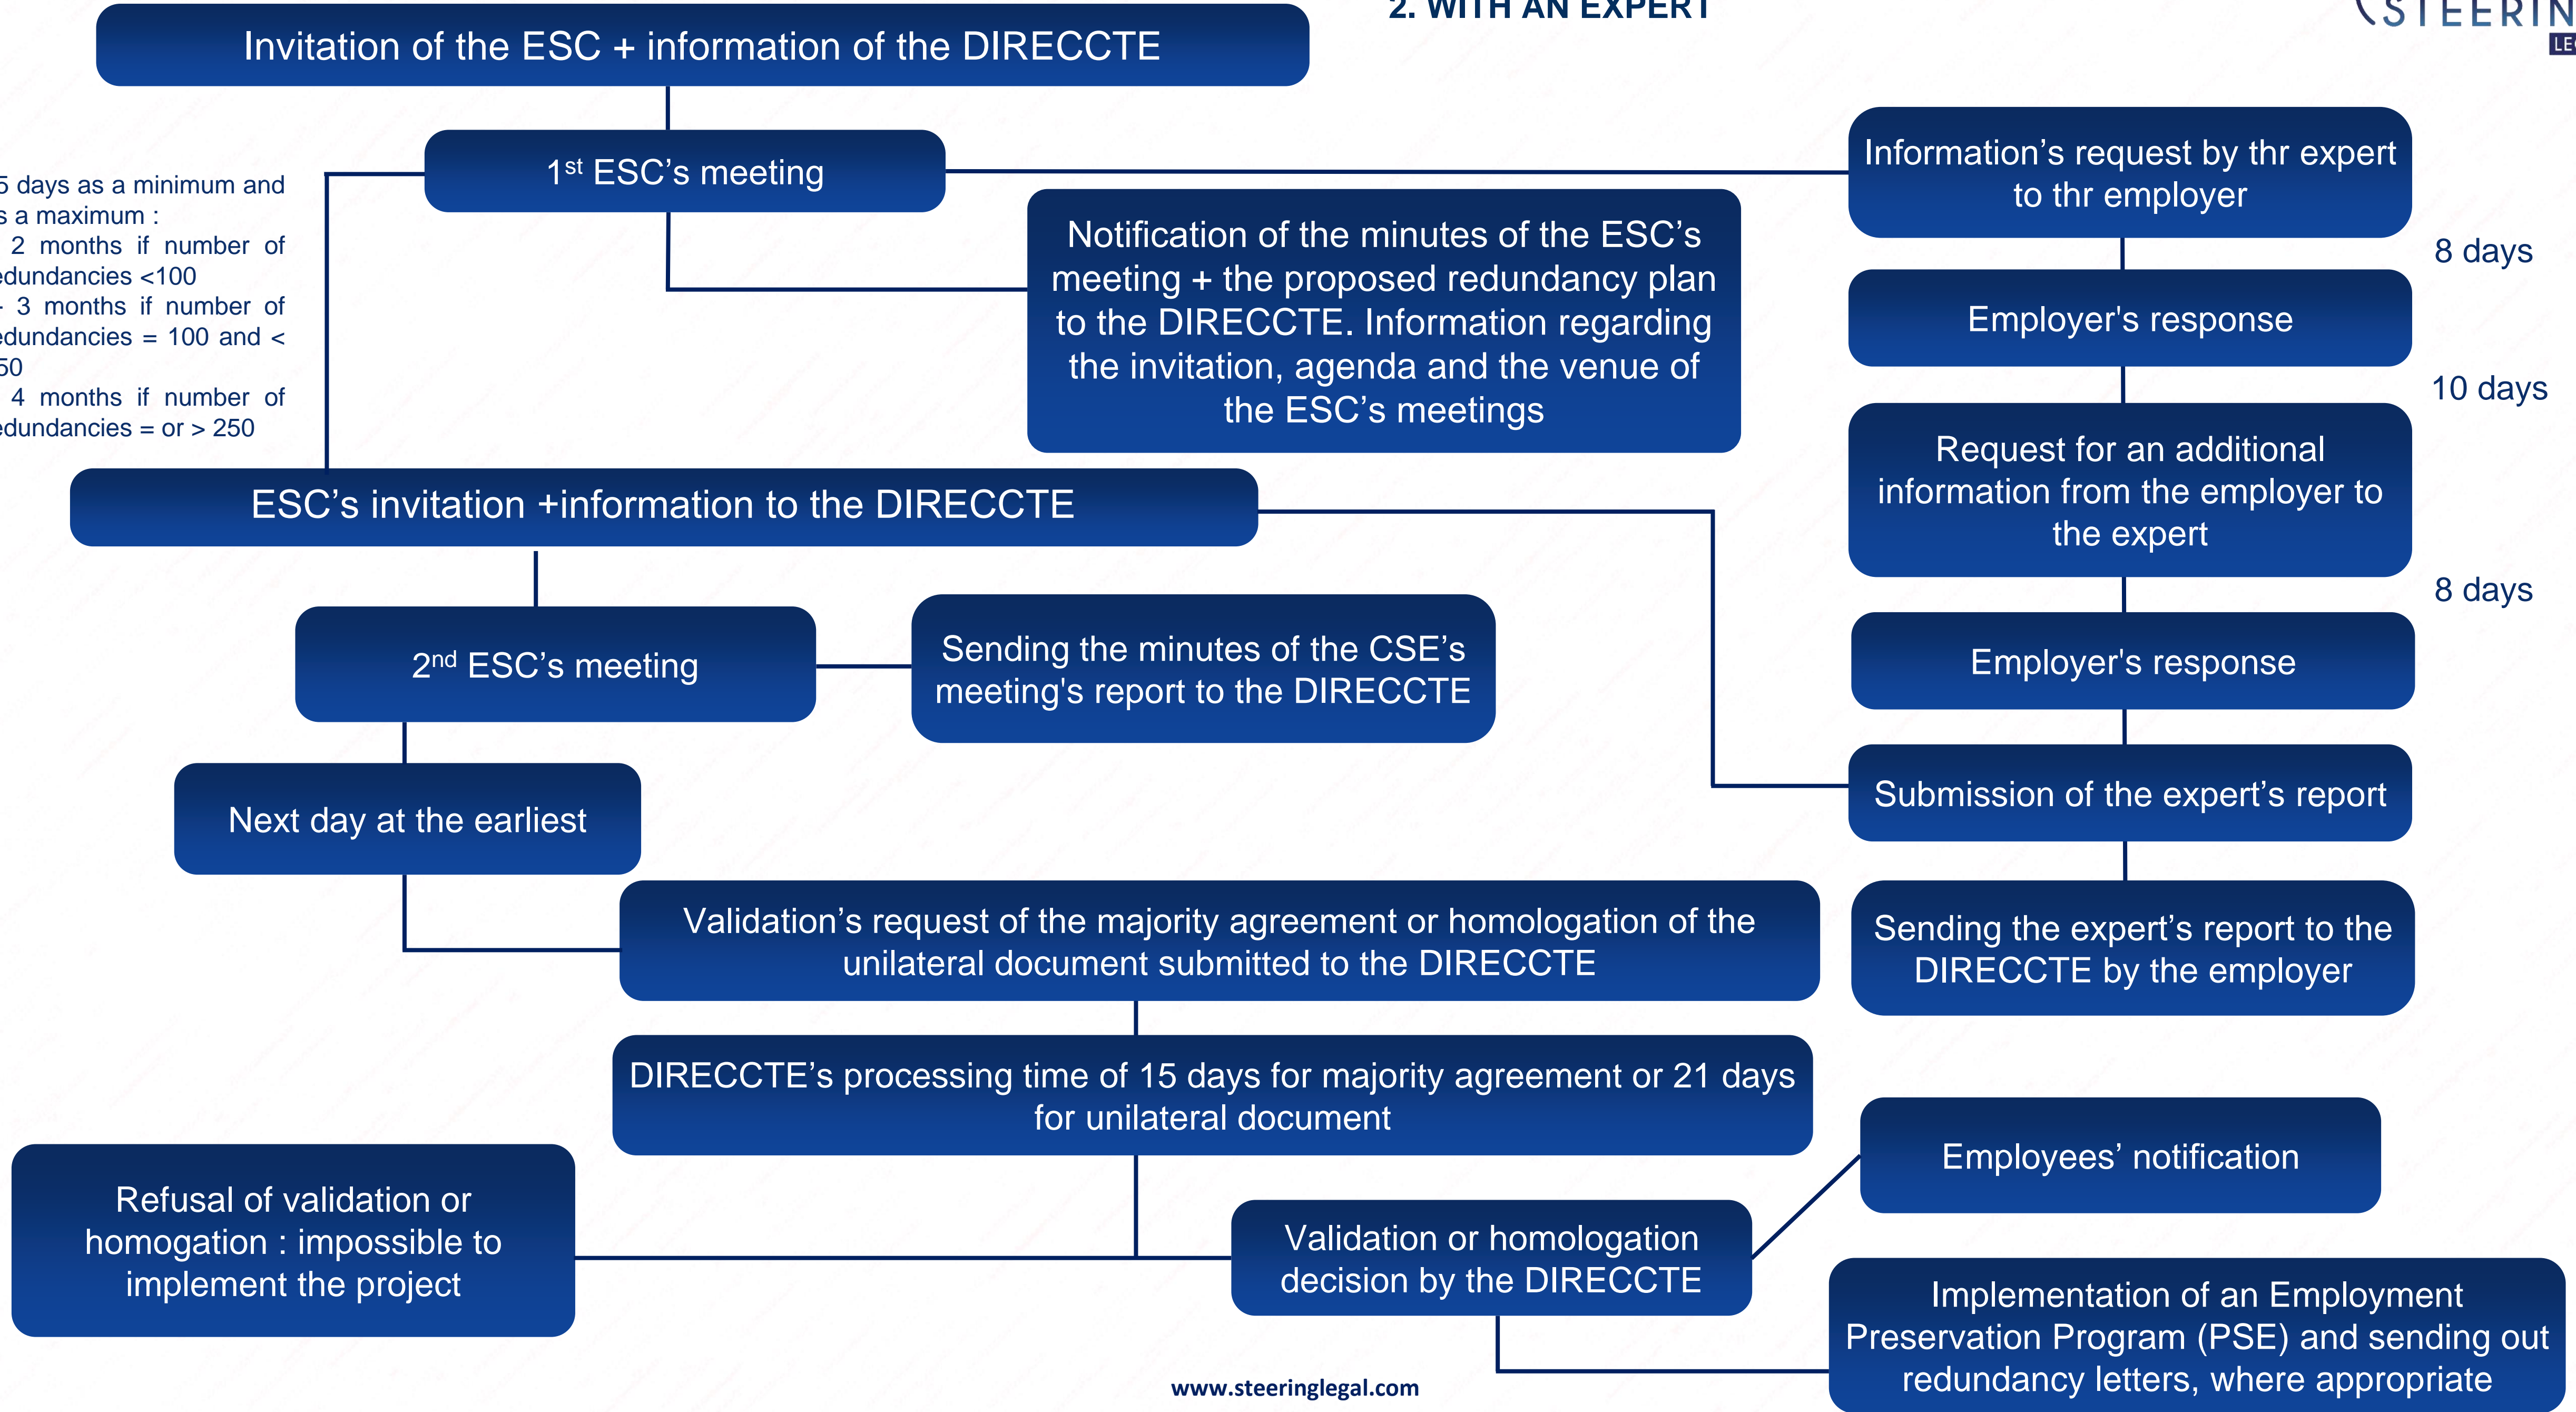 2. WITH AN EXPERT
STEERIN
LE
Invitation of the ESC + information of the DIRECCTE
1st ESC's meeting
5 days as a minimum and
s a maximum :
2 months if number of
edundancies <100
- 3 months if number of
edundancies = 100 and <
50
4 months if number of
edundancies = or > 250
Notification of the minutes of the ESC's
meeting + the proposed redundancy plan
to the DIRECCTE. Information regarding
the invitation, agenda and the venue of
the ESC's meetings
Information's request by thr expert
to thr employer
8 days
Employer's response
10 days
Request for an additional
information from the employer to
the expert
8 days
Employer's response
Submission of the expert's report
Sending the expert's report to the
DIRECCTE by the employer
ESC's invitation +information to the DIRECCTE
2nd ESC's meeting
Sending the minutes of the CSE's
meeting's report to the DIRECCTE
Next day at the earliest
Validation's request of the majority agreement or homologation of the
unilateral document submitted to the DIRECCTE
DIRECCTE's processing time of 15 days for majority agreement or 21 days
for unilateral document
Refusal of validation or
homogation : impossible to
implement the project
Validation or homologation
decision by the DIRECCTE
Employees' notification
Implementation of an Employment
Preservation Program (PSE) and sending out
redundancy letters, where appropriate
www.steeringlegal.com